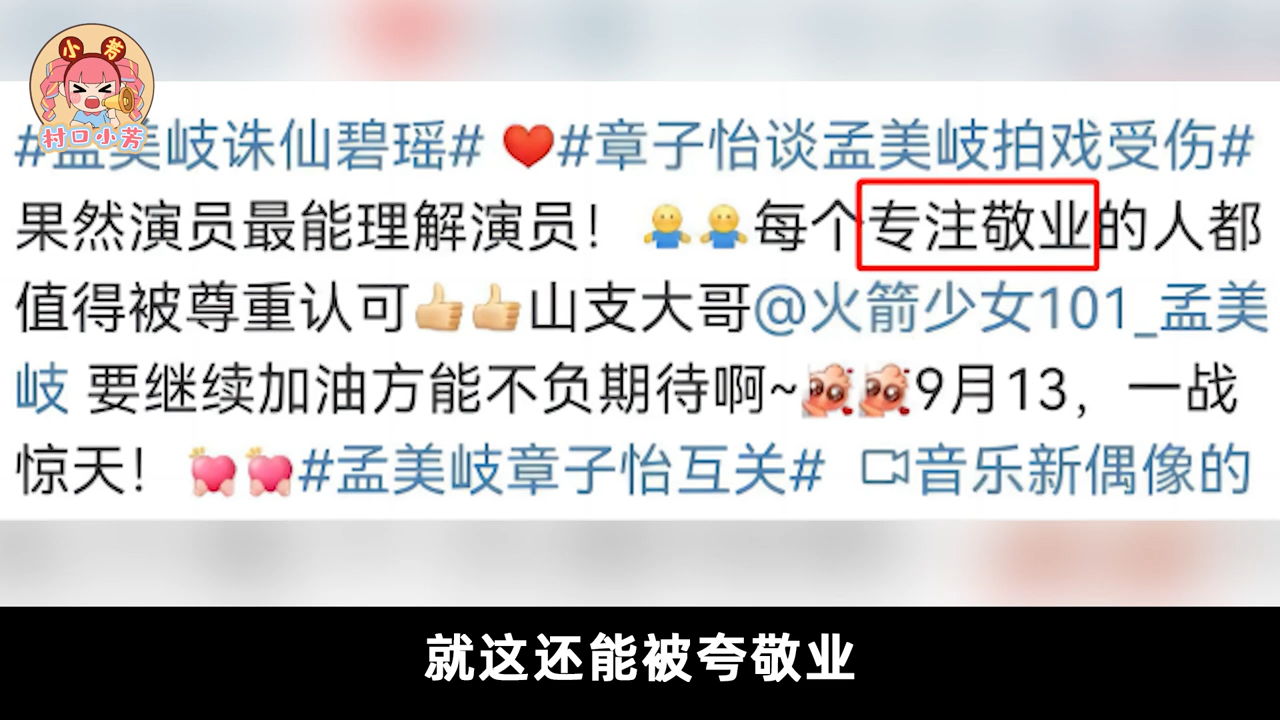 小芳
村口小芳
#孟美岐诛仙碧瑶# ❤#章子怡谈孟美岐拍戏受伤#
果然演员最能理解演员！每个专注敬业的人都
值得被尊重认可👍👍山支大哥@火箭少女101_孟美
岐 要继续加油方能不负期待啊~9月13，一战
惊天！#孟美岐章子怡互关# 音乐新偶像的
就这还能被夸敬业